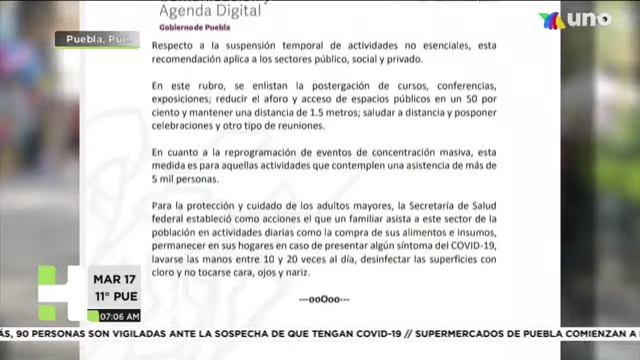 Agenda Digital
Gobierno de Puebla
uno
Puebla, Pue.
Respecto a la suspensión temporal de actividades no esenciales, esta
recomendación aplica a los sectores público, social y privado.
En este rubro, se enlistan la postergación de cursos, conferencias,
exposiciones; reducir el aforo y acceso de espacios públicos en un 50 por
ciento y mantener una distancia de 1.5 metros; saludar a distancia y posponer
celebraciones y otro tipo de reuniones.
En cuanto a la reprogramación de eventos de concentración masiva, esta
medida es para aquellas actividades que contemplen una asistencia de más de
5 mil personas.
Para la protección y cuidado de los adultos mayores, la Secretaría de Salud
federal estableció como acciones el que un familiar asista a este sector de la
población en actividades diarias como la compra de sus alimentos e insumos,
permanecer en sus hogares en caso de presentar algún síntoma del COVID-19,
lavarse las manos entre 10 y 20 veces al día, desinfectar las superficies con
cloro y no tocarse cara, ojos y nariz.
---ooOoo---
MAR 17
11° PUE
07:06 AM
ÁS, 90 PERSONAS SON VIGILADAS ANTE LA SOSPECHA DE QUE TENGAN COVID-19 // SUPERMERCADOS DE PUEBLA COMIENZAN A